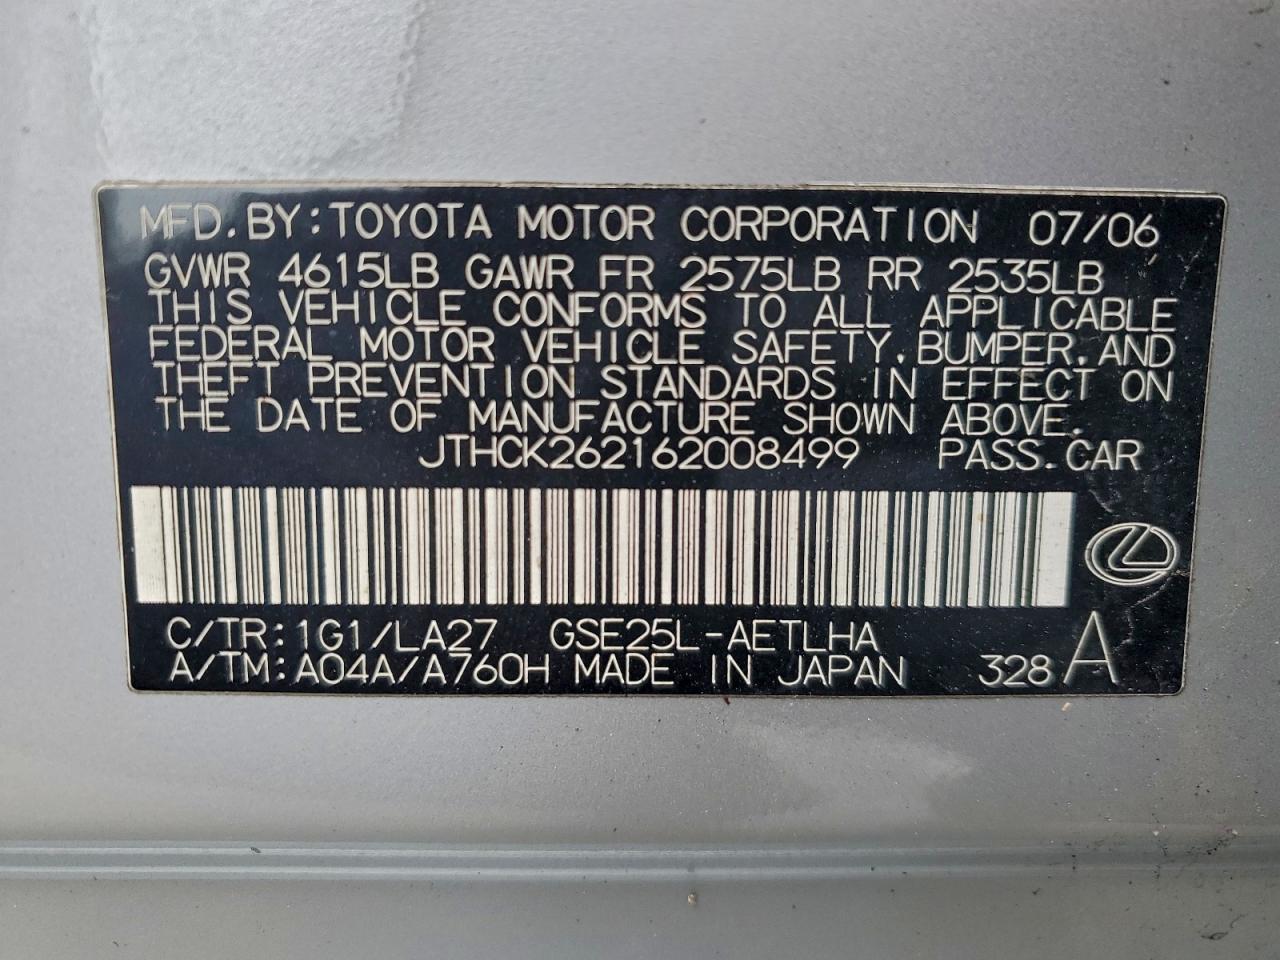 MFD.BY:TOYOTA MOTOR CORPORATION 07/06
GVWR 4615LB GAWR FR 2575LB RR 2535LB
THIS VEHICLE CONFORMS TO ALL APPLICABLE
FEDERAL MOTOR VEHICLE SAFETY,BUMPER,AND
THEFT PREVENTION STANDARDS IN EFFECT ON
THE DATE OF MANUFACTURE SHOWN ABOVE.
JTHCK262162008499 PASS.CAR
C/TR:1G1/LA27 GSE25L-AETLHA
A/TM:A04A/A760H MADE IN JAPAN 328 A